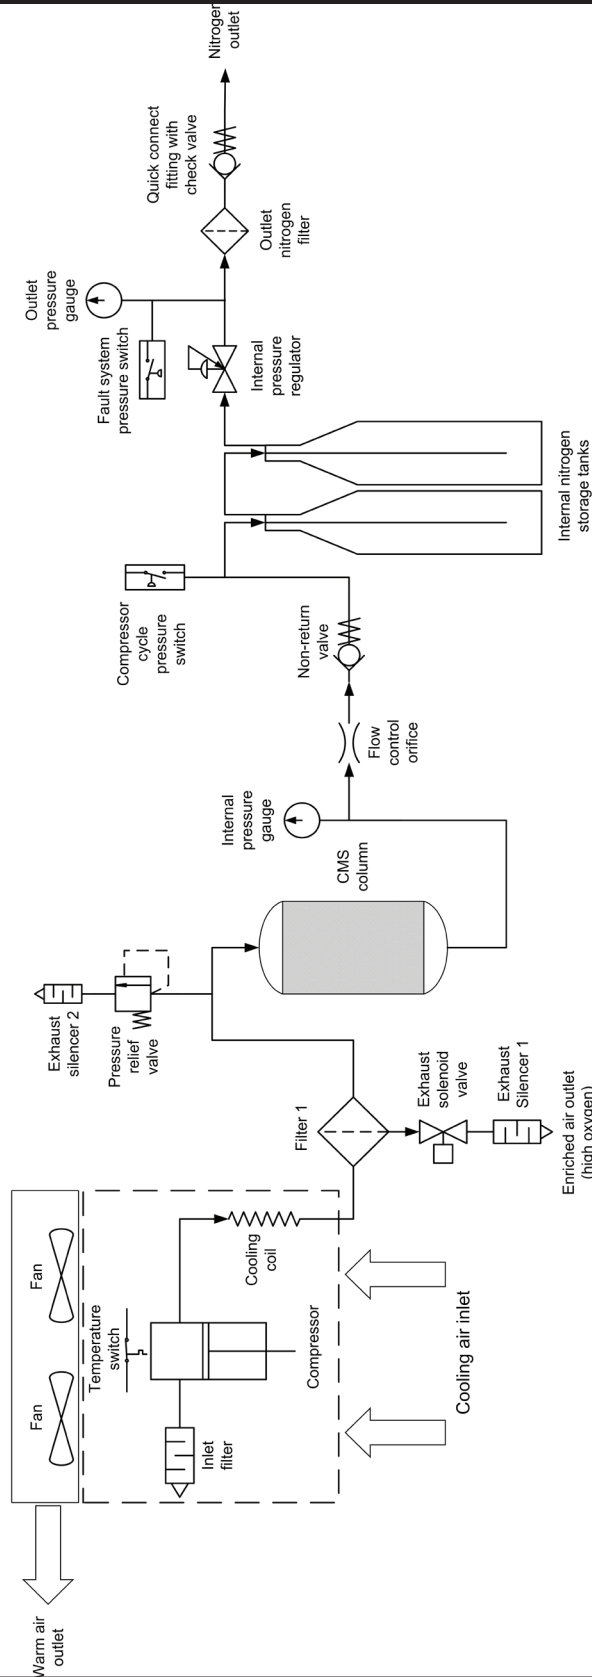 Warm air
outlet
Fan
Fan
Temperature
switch
Inlet
filter
Compressor
Cooling
coil
Cooling air inlet
Filter 1
Exhaust
solenoid
valve
Exhaust
Silencer 1
Enriched air outlet
(high oxygen)
Exhaust
silencer 2
Pressure
relief
valve
CMS
column
Internal
pressure
gauge
Flow
control
orifice
Non-return
valve
Compressor
cycle
pressure
switch
Internal nitrogen
storage tanks
Internal
pressure
regulator
Fault system
pressure switch
Outlet
pressure
gauge
Outlet
nitrogen
filter
Quick connect
fitting with
check valve
Nitrogen
outlet